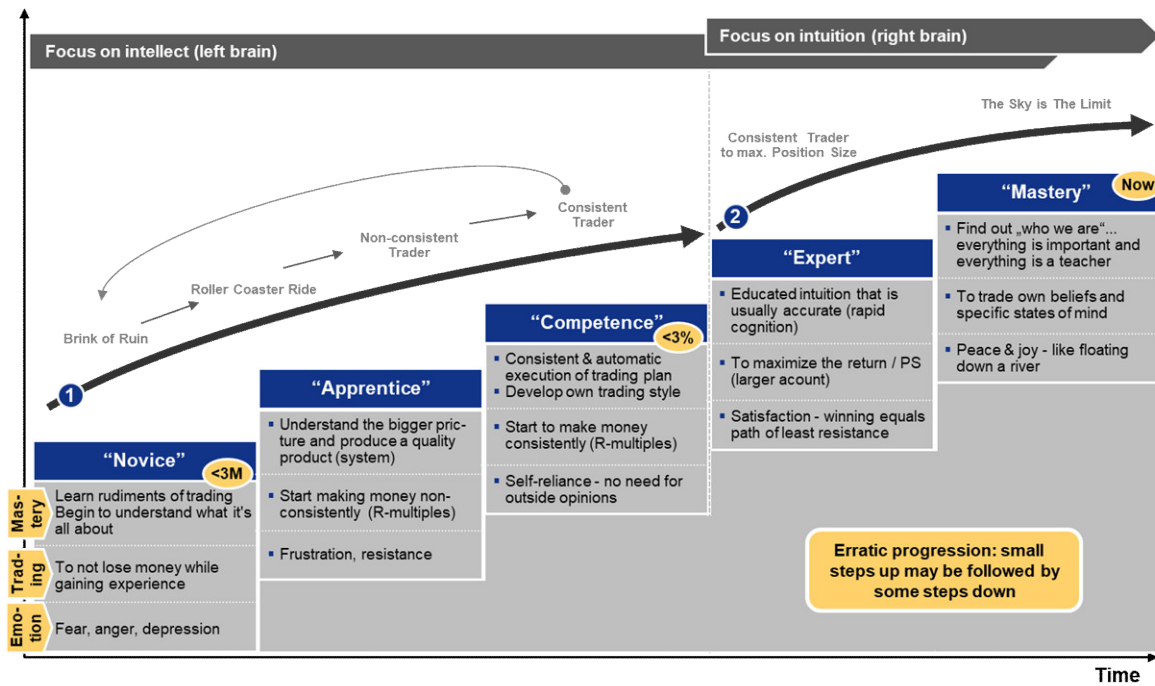 Focus on intellect (left brain)
Focus on intuition (right brain)
The Sky is The Limit
Consistent Trader
to max. Position Size
Consistent
Trader
Non-consistent
Trader
Roller Coaster Ride
Brink of Ruin
1
2
“Novice”
<3M
Mas-
tery
Learn rudiments of trading
Begin to understand what it's
all about
Trad-
ing
To not lose money while
gaining experience
Emo-
tion
Fear, anger, depression
“Apprentice”
▪ Understand the bigger pric-
ture and produce a quality
product (system)
▪ Start making money non-
consistently (R-multiples)
▪ Frustration, resistance
“Competence”
<3%
▪ Consistent & automatic
execution of trading plan
▪ Develop own trading style
▪ Start to make money
consistently (R-multiples)
▪ Self-reliance - no need for
outside opinions
“Expert”
▪ Educated intuition that is
usually accurate (rapid
cognition)
▪ To maximize the return / PS
(larger acount)
▪ Satisfaction - winning equals
path of least resistance
“Mastery”
Now
▪ Find out „who we are“...
everything is important and
everything is a teacher
▪ To trade own beliefs and
specific states of mind
▪ Peace & joy - like floating
down a river
Erratic progression: small
steps up may be followed by
some steps down
Time